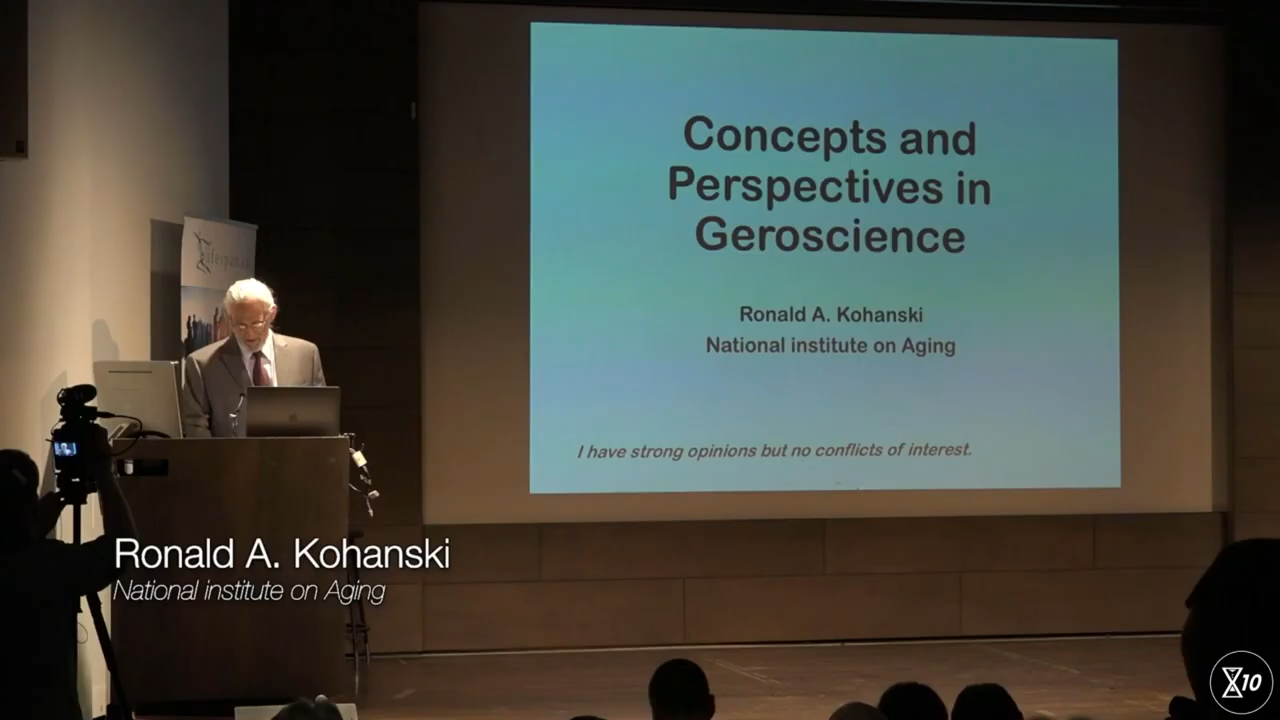 Concepts and
Perspectives in
Geroscience
Ronald A. Kohanski
National institute on Aging
I have strong opinions but no conflicts of interest.
Ronald A. Kohanski
National institute on Aging
10